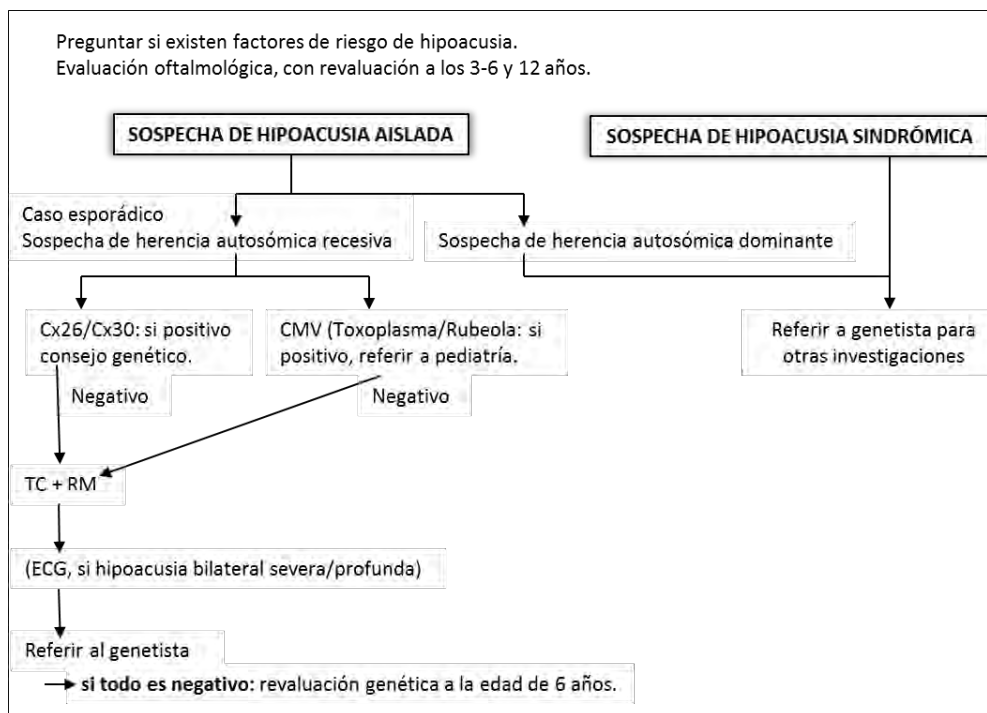 Preguntar si existen factores de riesgo de hipoacusia.
Evaluación oftalmológica, con revaluación a los 3-6 y 12 años.
SOSPECHA DE HIPOACUSIA AISLADA
SOSPECHA DE HIPOACUSIA SINDRÓMICA
Caso esporádico
Sospecha de herencia autosómica recesiva
Sospecha de herencia autosómica dominante
Cx26/Cx30: si positivo
consejo genético.
CMV (Toxoplasma/Rubeola: si
positivo, referir a pediatría.
Referir a genetista para
otras investigaciones
Negativo
Negativo
TC + RM
(ECG, si hipoacusia bilateral severa/profunda)
Referir al genetista
si todo es negativo: revaluación genética a la edad de 6 años.